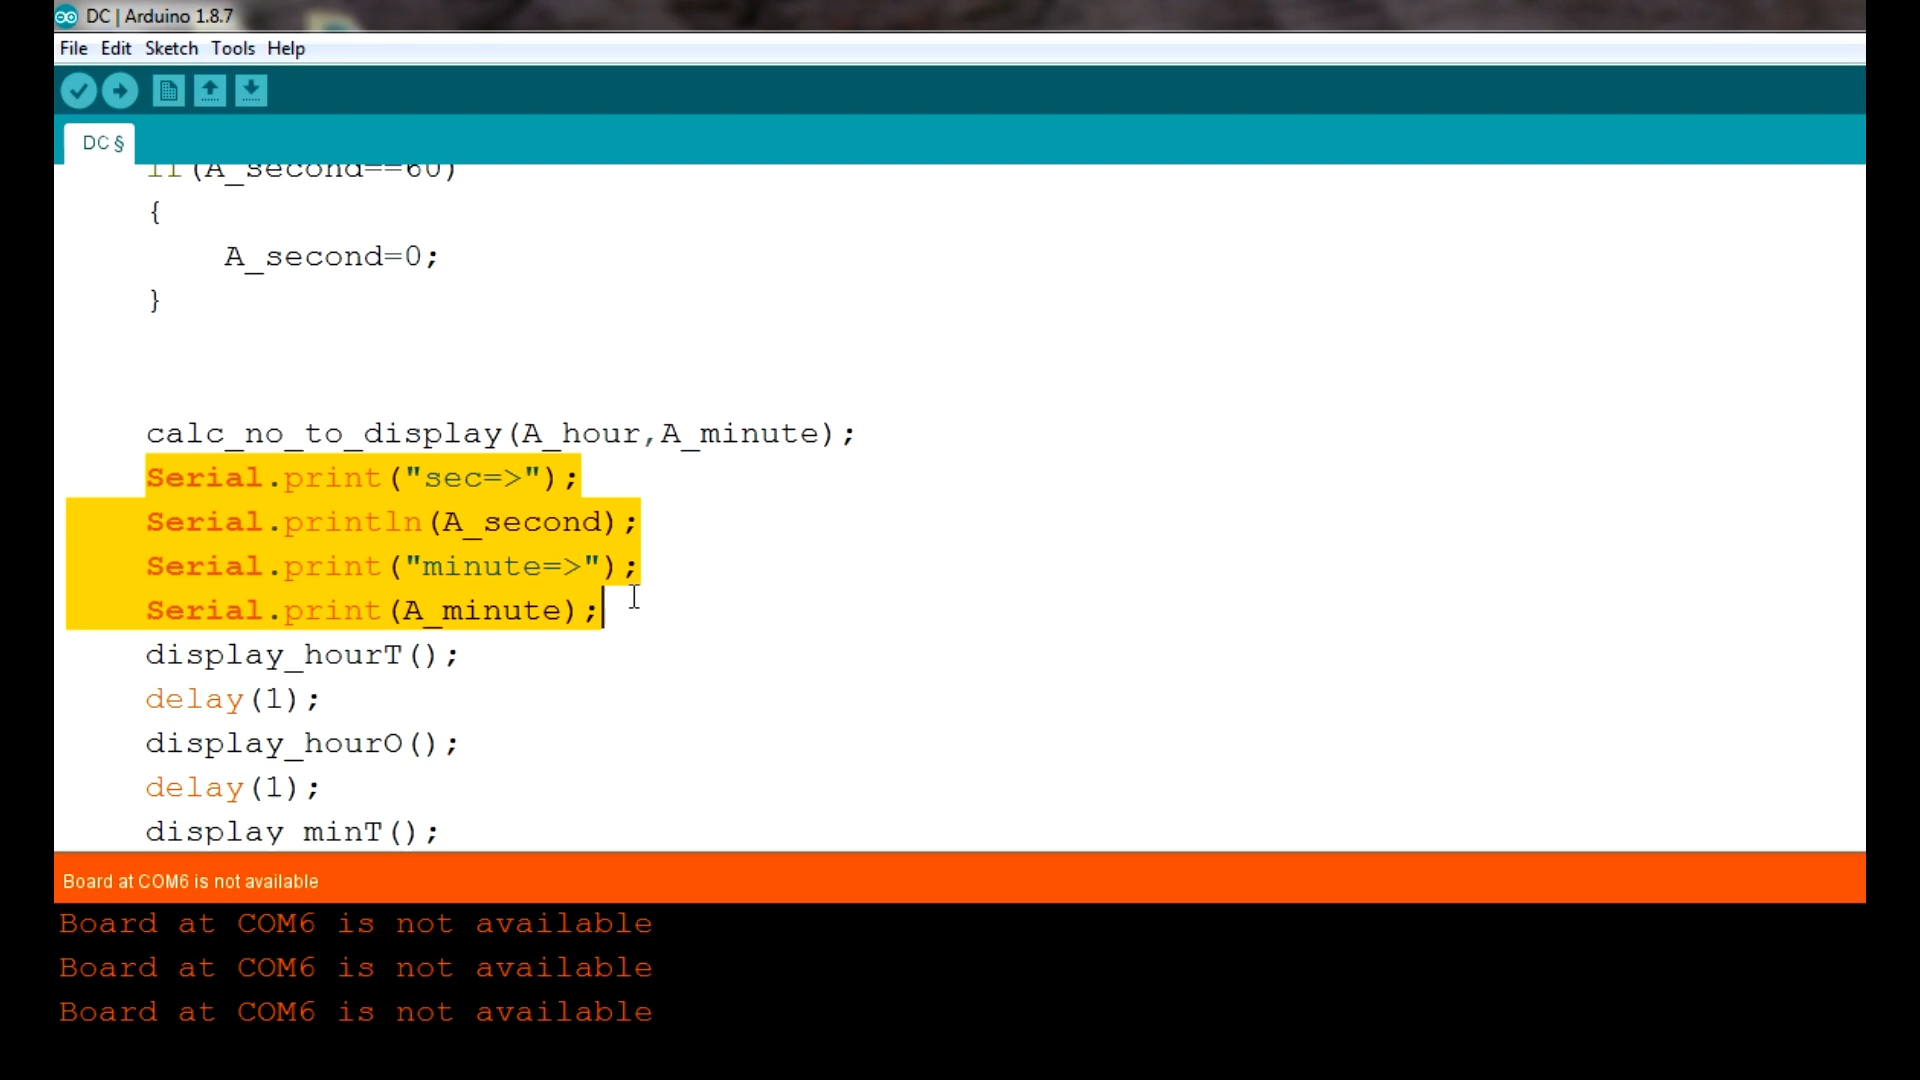 DC | Arduino 1.8.7
File Edit Sketch Tools Help
DC §
if(A_second==60)
{
A_second=0;
}
calc_no_to_display(A_hour,A_minute);
Serial.print("sec=>");
Serial.println(A_second);
Serial.print("minute=>");
Serial.print(A_minute);
display_hourT();
delay(1);
display_hourO();
delay(1);
display_minT();
Board at COM6 is not available
Board at COM6 is not available
Board at COM6 is not available
Board at COM6 is not available